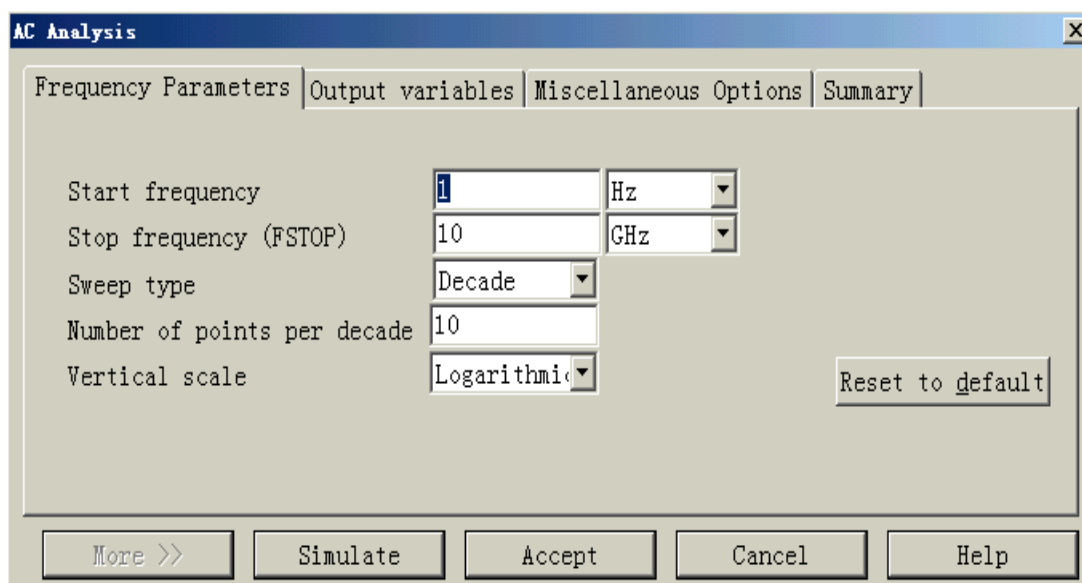 AC Analysis
Frequency Parameters Output variables Miscellaneous Options Summary
Start frequency 1 Hz
Stop frequency (FSTOP) 10 GHz
Sweep type Decade
Number of points per decade 10
Vertical scale Logarithmi
Reset to default
More >> Simulate Accept Cancel Help